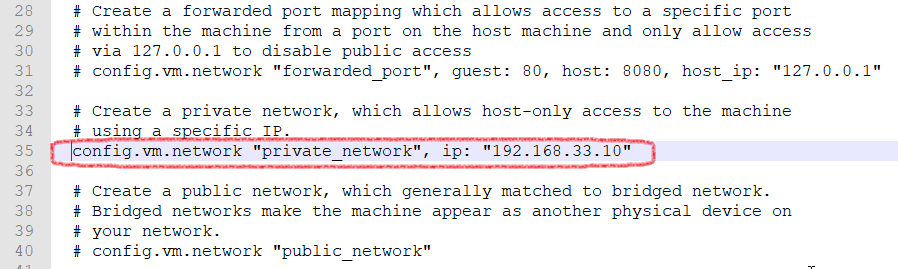 28 # Create a forwarded port mapping which allows access to a specific port
29 # within the machine from a port on the host machine and only allow access
30 # via 127.0.0.1 to disable public access
31 # config.vm.network "forwarded_port", guest: 80, host: 8080, host_ip: "127.0.0.1"
32
33 # Create a private network, which allows host-only access to the machine
34 # using a specific IP.
35 config.vm.network "private_network", ip: "192.168.33.10"
36
37 # Create a public network, which generally matched to bridged network.
38 # Bridged networks make the machine appear as another physical device on
39 # your network.
40 # config.vm.network "public_network"